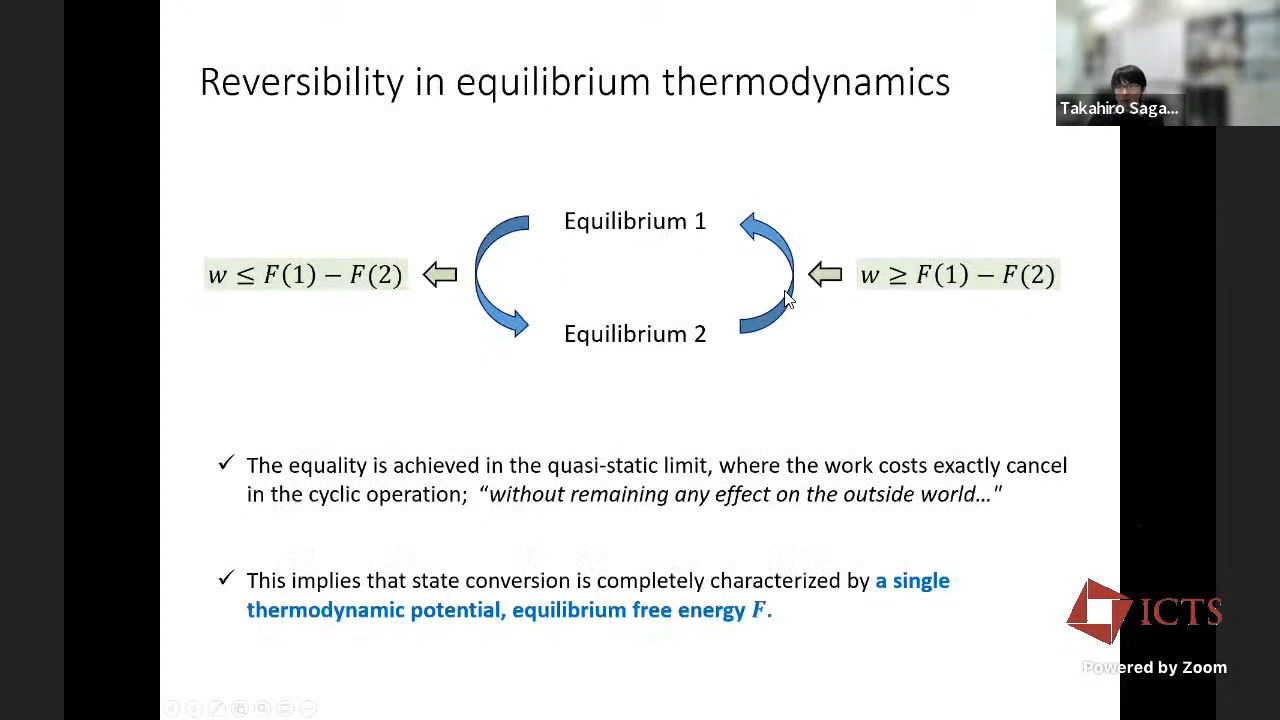 Reversibility in equilibrium thermodynamics
Takahiro Saga...
Equilibrium 1
w ≤ F(1) − F(2)
w ≥ F(1) − F(2)
Equilibrium 2
✓ The equality is achieved in the quasi-static limit, where the work costs exactly cancel
in the cyclic operation; “without remaining any effect on the outside world…"
✓ This implies that state conversion is completely characterized by a single
thermodynamic potential, equilibrium free energy F.
ICTS
Powered by Zoom